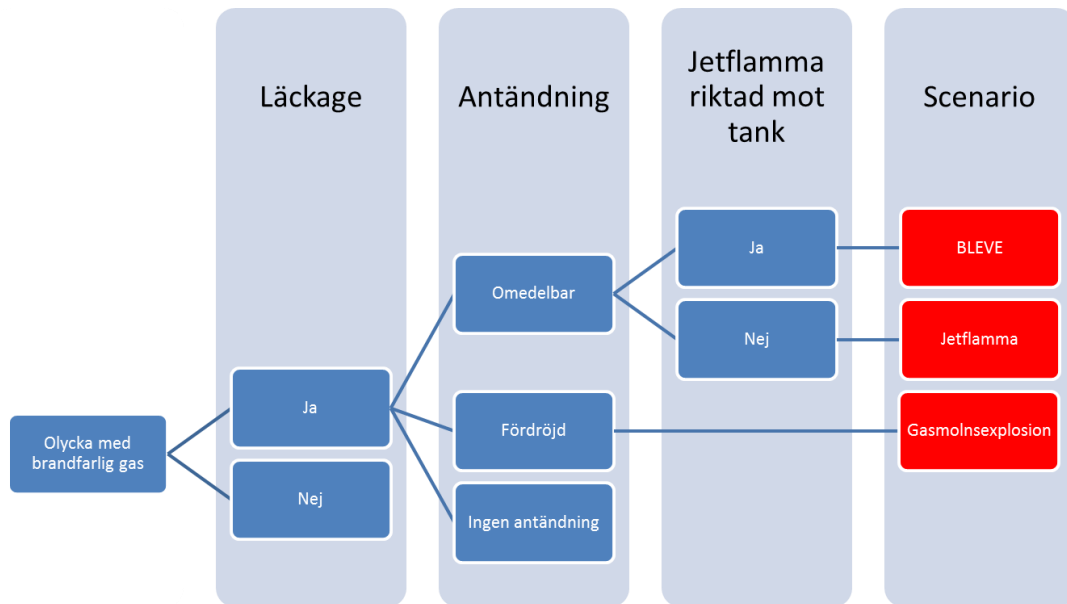 Läckage
Antändning
Jetflamma
riktad mot
tank
Scenario
Olycka med
brandfarlig gas
Ja
Nej
Omedelbar
Fördröjd
Ingen antändning
Ja
Nej
BLEVE
Jetflamma
Gasmolnsexplosion